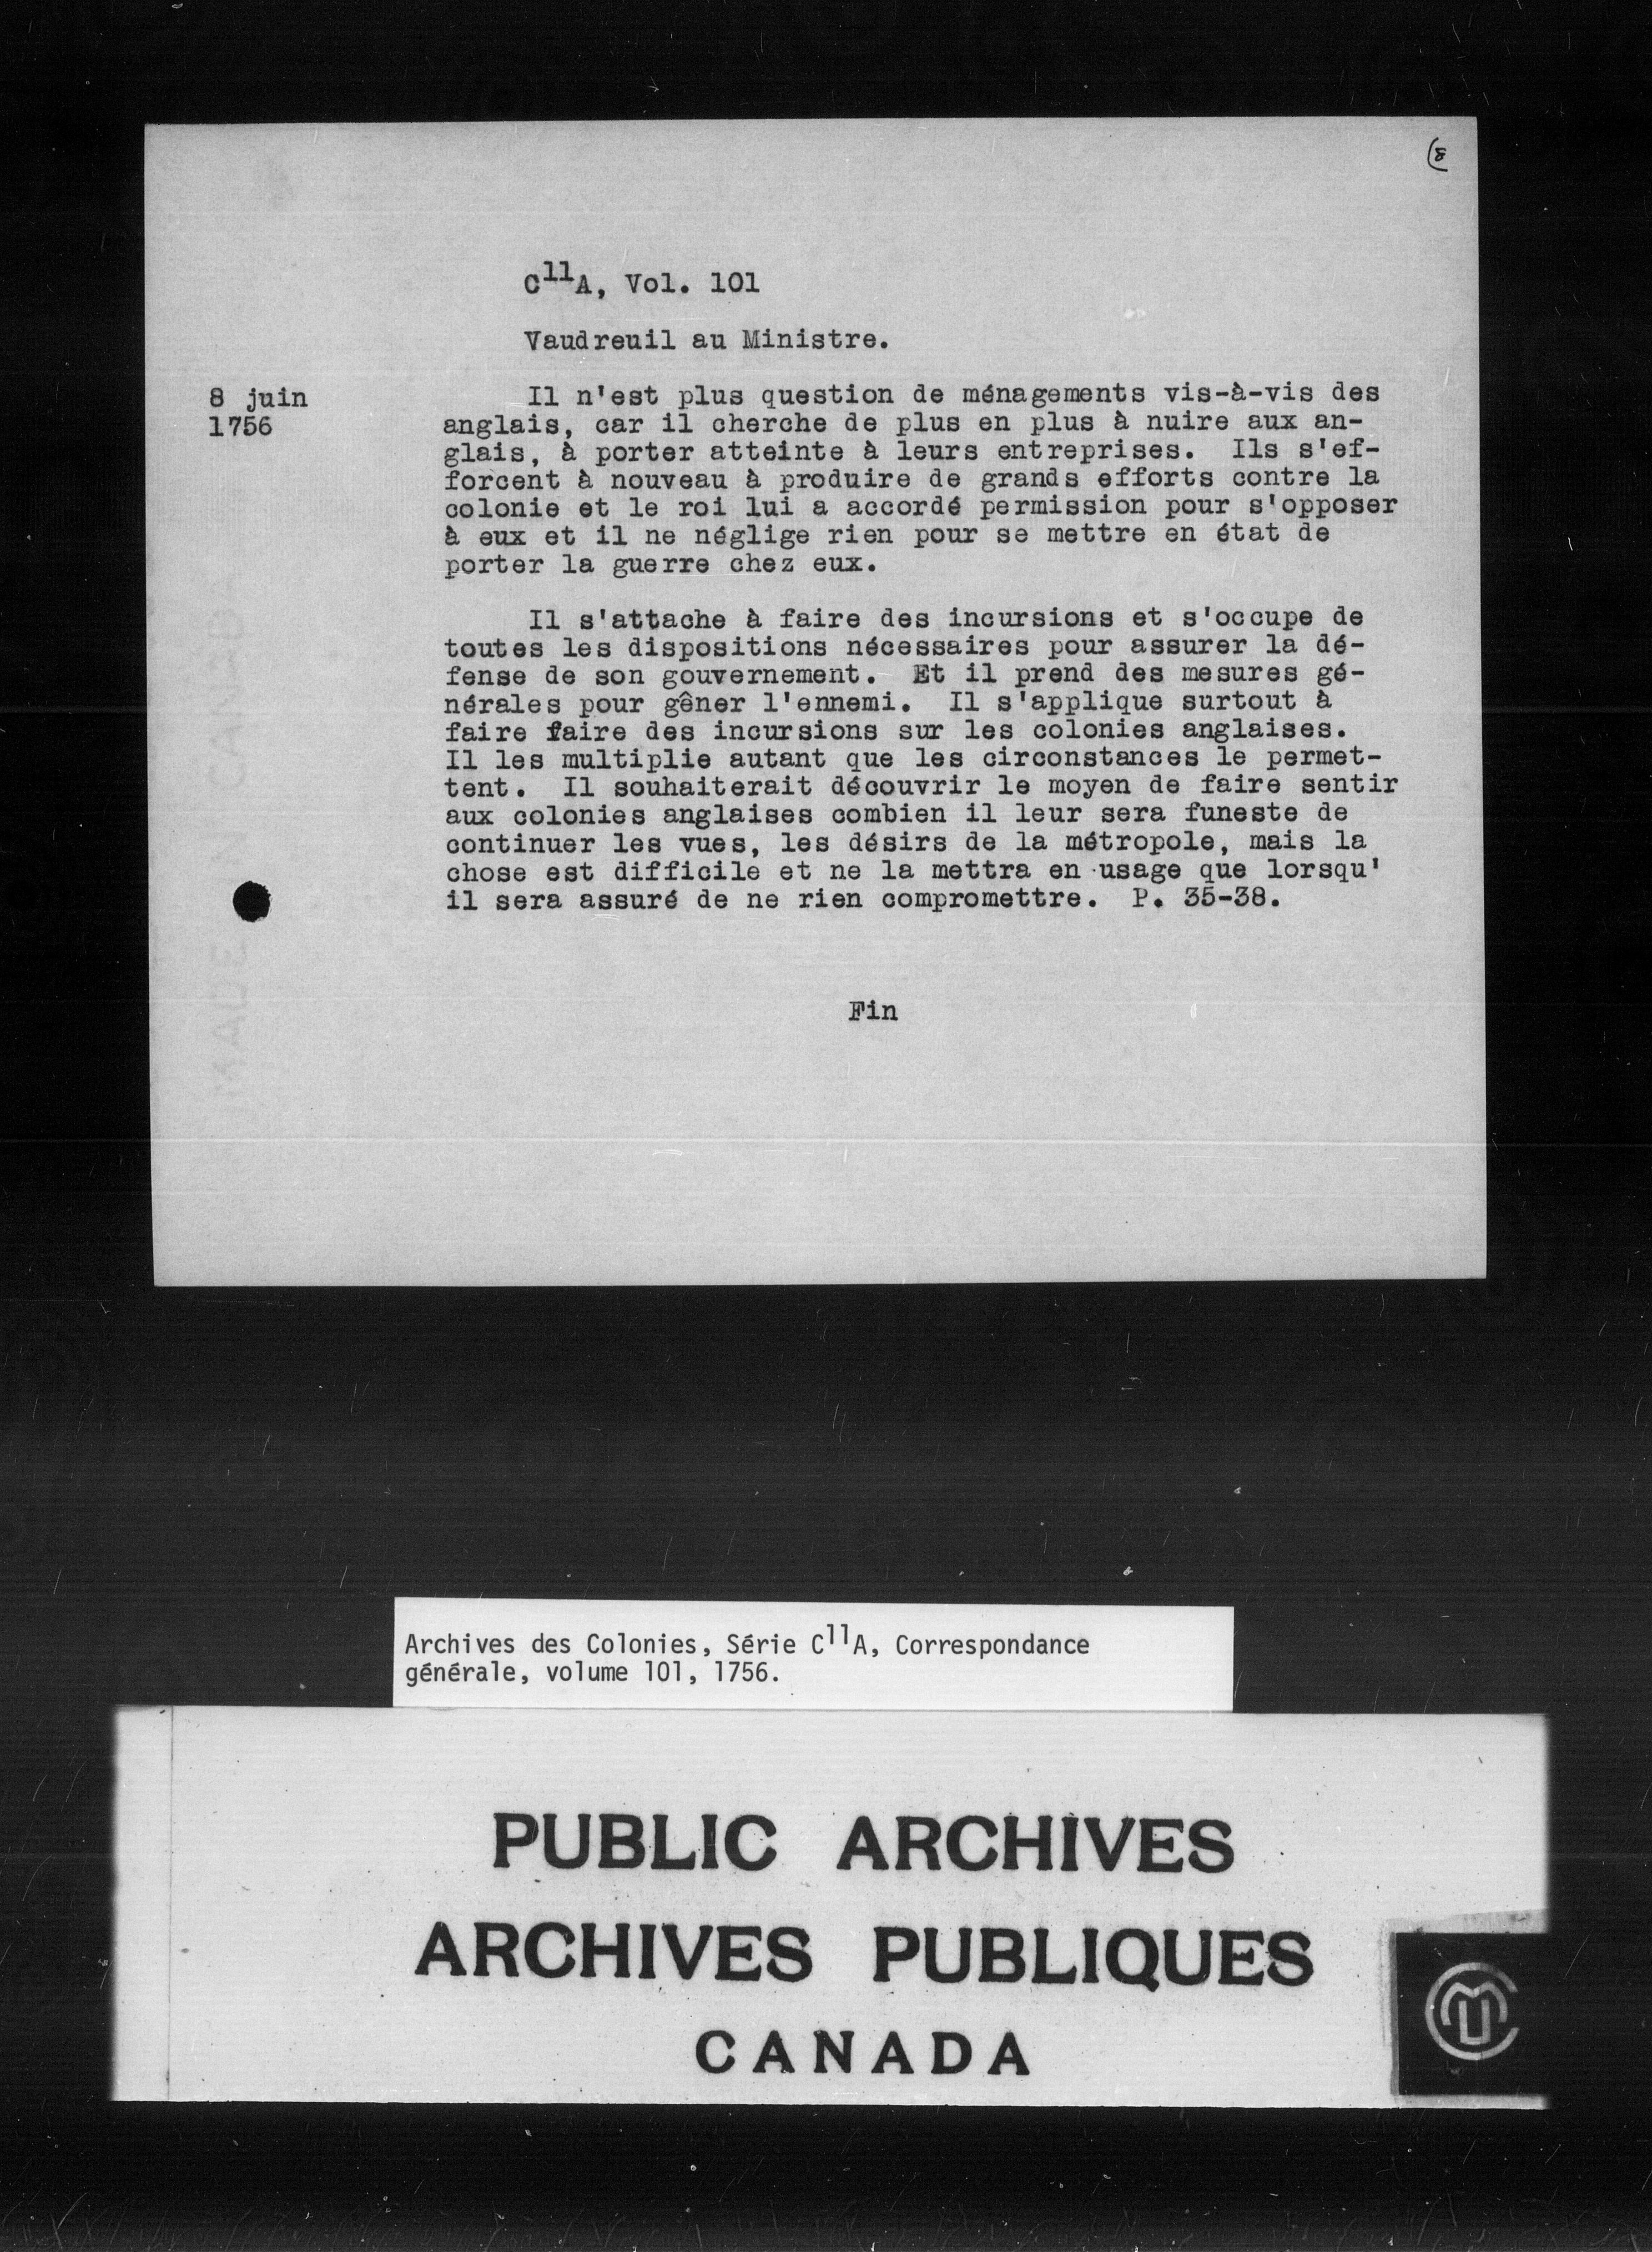 (8
C11A, Vol. 101
Vaudreuil au Ministre.
8 juin
1756
Il n'est plus question de ménagements vis-à-vis des
anglais, car il cherche de plus en plus à nuire aux an-
glais, à porter atteinte à leurs entreprises. Ils s'ef-
forcent à nouveau à produire de grands efforts contre la
colonie et le roi lui a accordé permission pour s'opposer
à eux et il ne néglige rien pour se mettre en état de
porter la guerre chez eux.
Il s'attache à faire des incursions et s'occupe de
toutes les dispositions nécessaires pour assurer la dé-
fense de son gouvernement. Et il prend des mesures gé-
nérales pour gêner l'ennemi. Il s'applique surtout à
faire faire des incursions sur les colonies anglaises.
Il les multiplie autant que les circonstances le permet-
tent. Il souhaiterait découvrir le moyen de faire sentir
aux colonies anglaises combien il leur sera funeste de
continuer les vues, les désirs de la métropole, mais la
chose est difficile et ne la mettra en usage que lorsqu'
il sera assuré de ne rien compromettre. P. 35-38.
Fin
Archives des Colonies, Série C11A, Correspondance
générale, volume 101, 1756.
PUBLIC ARCHIVES
ARCHIVES PUBLIQUES
CANADA